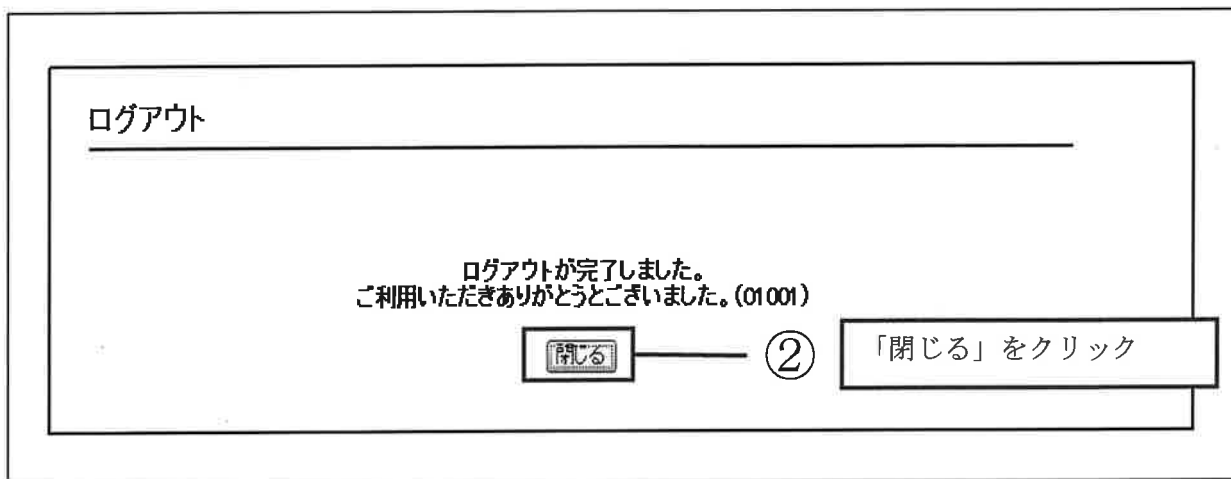 ログアウト
ログアウトが完了しました。
ご利用いただきありがとうとございました。(01001)
閉じる
②
「閉じる」をクリック